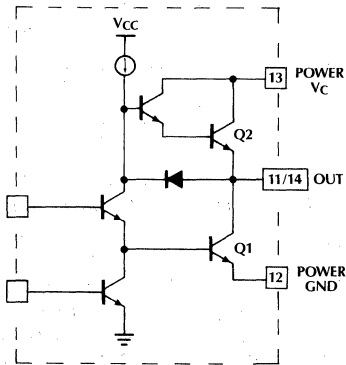 VCC
13 POWER
VC
Q2
11/14 OUT
Q1
12 POWER
GND